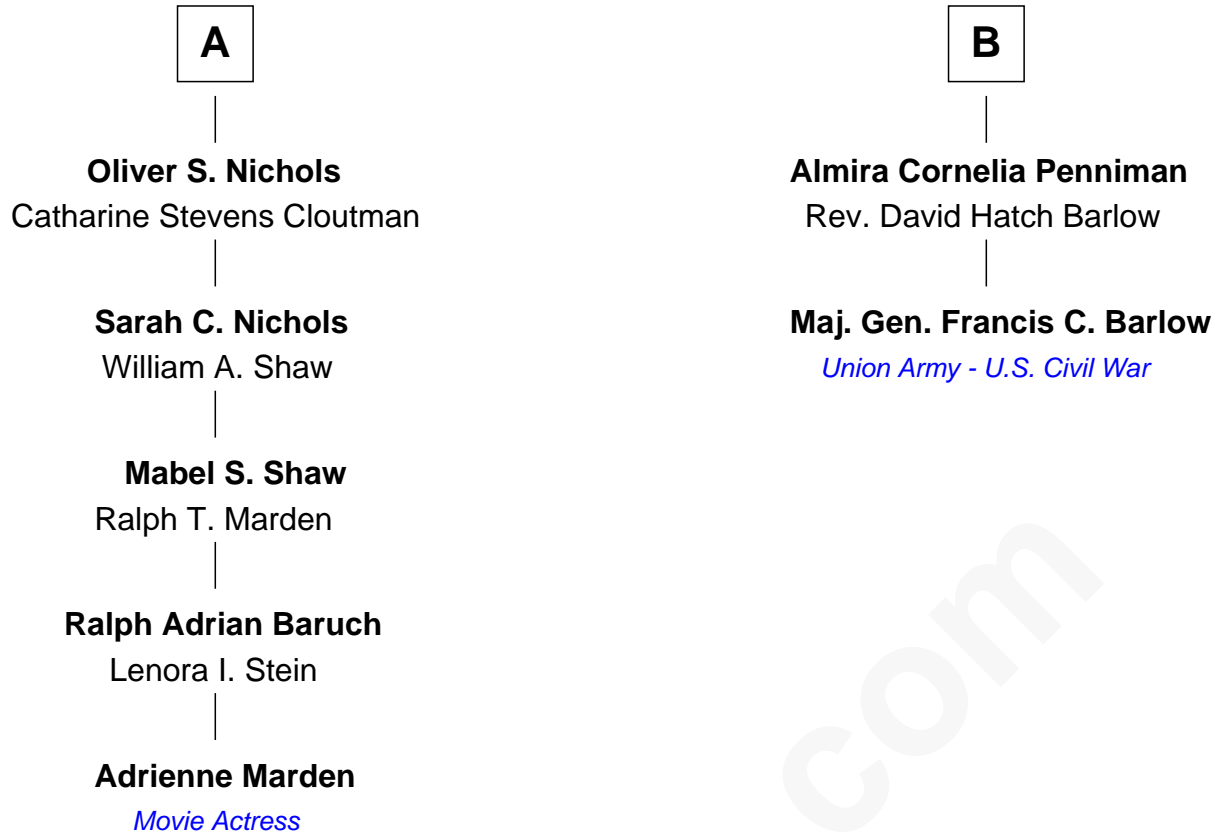 A
Oliver S. Nichols
Catharine Stevens Cloutman
Sarah C. Nichols
William A. Shaw
Mabel S. Shaw
Ralph T. Marden
Ralph Adrian Baruch
Lenora I. Stein
Adrienne Marden
Movie Actress
B
Almira Cornelia Penniman
Rev. David Hatch Barlow
Maj. Gen. Francis C. Barlow
Union Army - U.S. Civil War
com